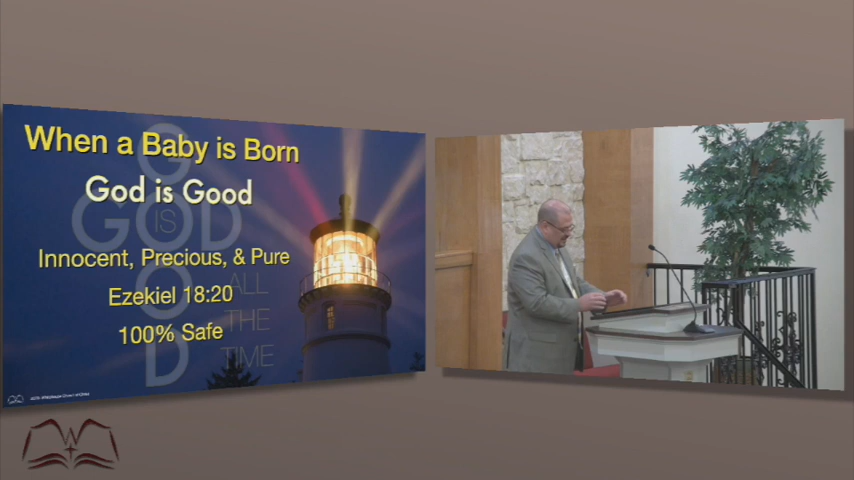 When a Baby is Born
God is Good
Innocent, Precious, & Pure
Ezekiel 18:20
100% Safe
GOD
IS
GOOD
ALL
THE
TIME
W